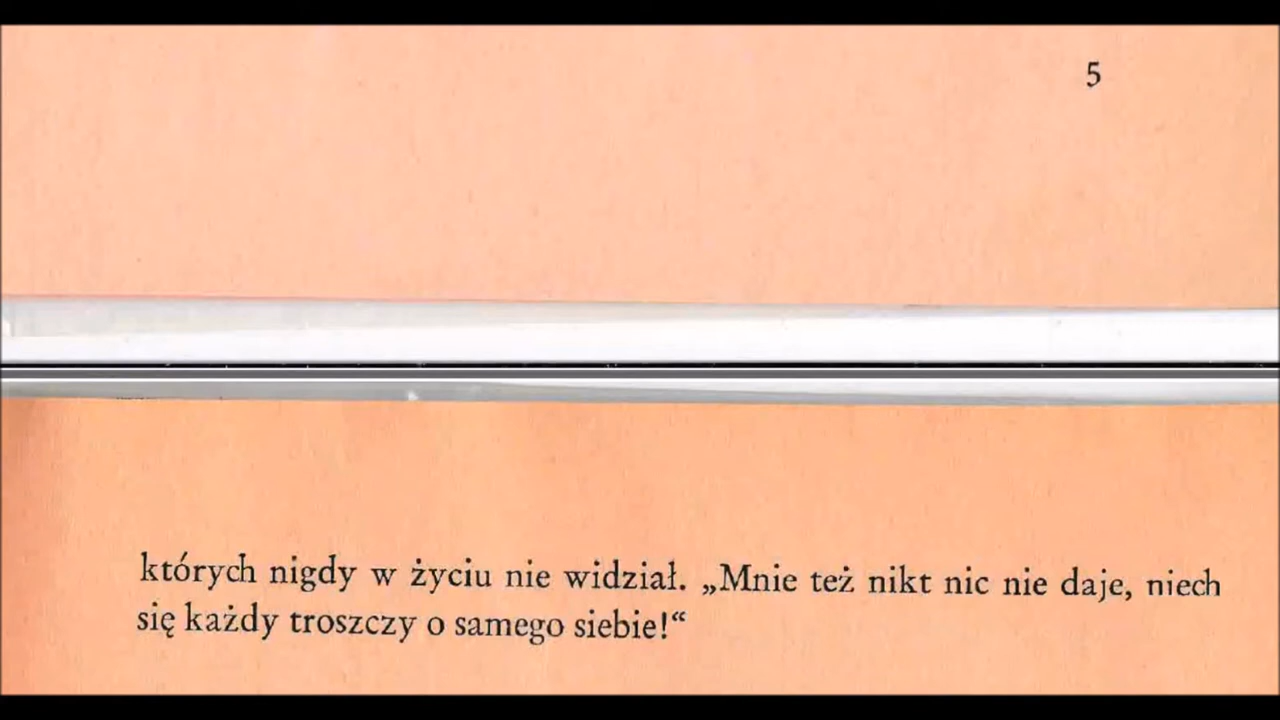 5
których nigdy w życiu nie widział. „Mnie też nikt nic nie daje, niech
się każdy troszczy o samego siebie!“